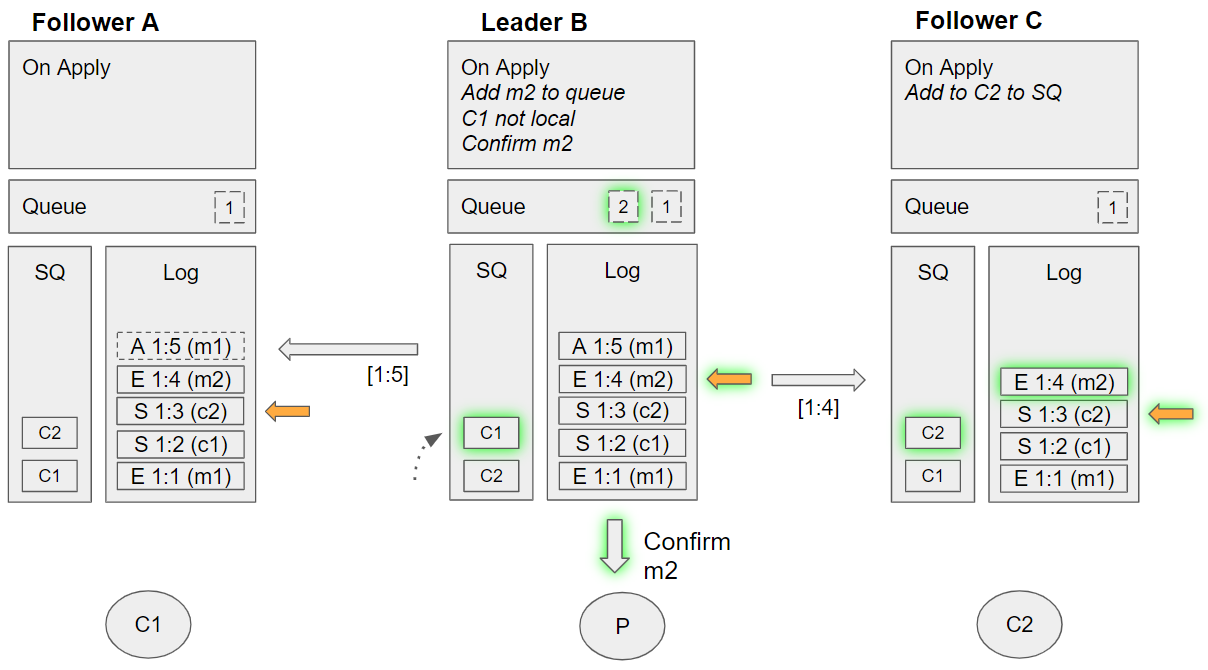 Follower A
On Apply
Queue
1
SQ
C2
C1
Log
A 1:5 (m1)
E 1:4 (m2)
S 1:3 (c2)
S 1:2 (c1)
E 1:1 (m1)
C1
[1:5]
Leader B
On Apply
Add m2 to queue
C1 not local
Confirm m2
Queue
2
1
SQ
C1
C2
Log
A 1:5 (m1)
E 1:4 (m2)
S 1:3 (c2)
S 1:2 (c1)
E 1:1 (m1)
Confirm
m2
P
[1:4]
Follower C
On Apply
Add to C2 to SQ
Queue
1
SQ
C2
C1
Log
E 1:4 (m2)
S 1:3 (c2)
S 1:2 (c1)
E 1:1 (m1)
C2